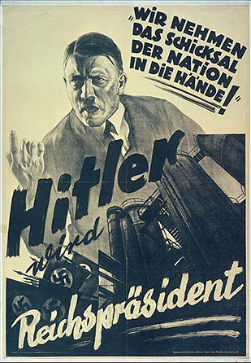 "WIR NEHMEN
DAS SCHICKSAL
DER NATION
IN DIE HÄNDE!"
Hitler
wird
Reichspräsident